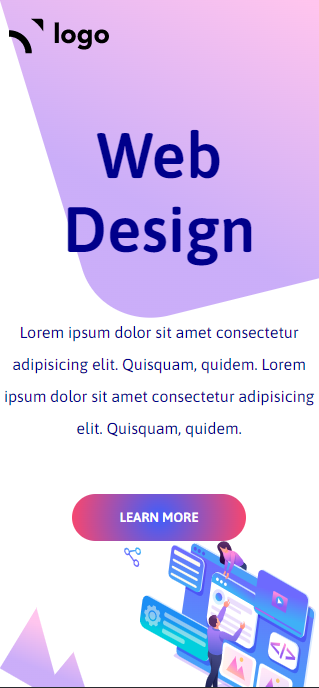 logo
Web
Design
Lorem ipsum dolor sit amet consectetur
adipisicing elit. Quisquam, quidem. Lorem
ipsum dolor sit amet consectetur adipisicing
elit. Quisquam, quidem.
LEARN MORE
</>